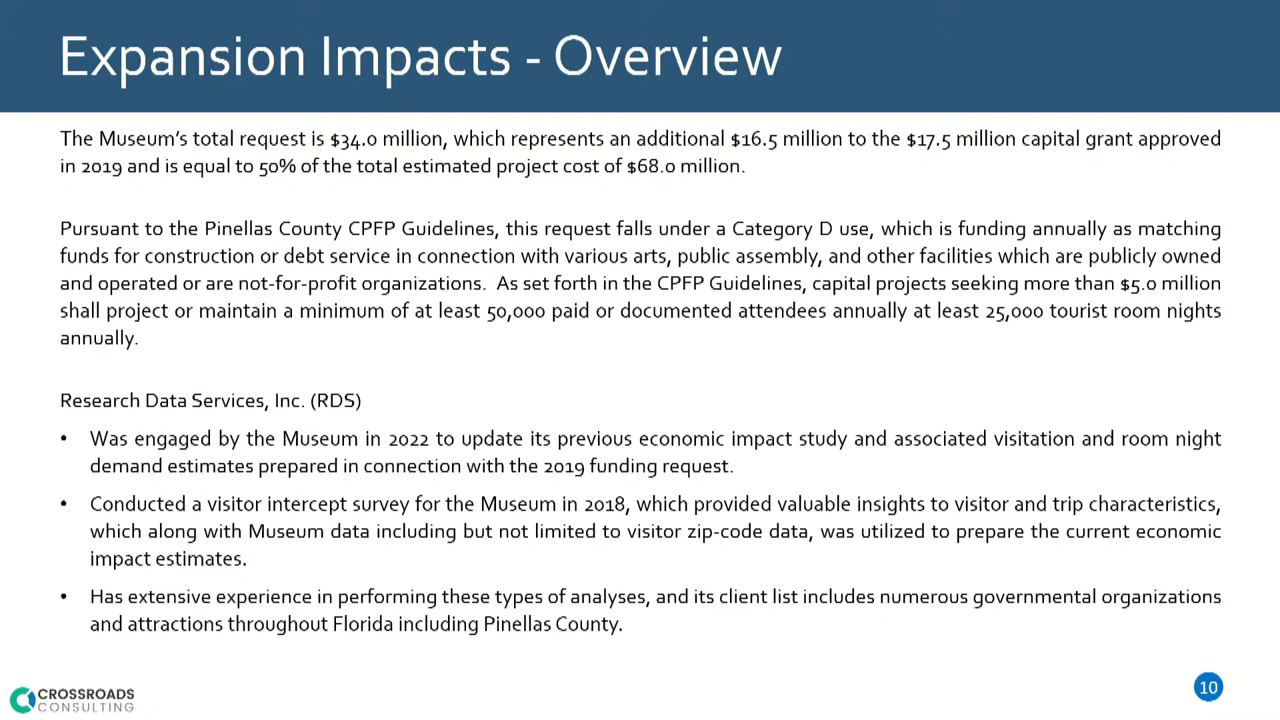 Expansion Impacts - Overview
The Museum's total request is $34.0 million, which represents an additional $16.5 million to the $17.5 million capital grant approved
in 2019 and is equal to 50% of the total estimated project cost of $68.0 million.
Pursuant to the Pinellas County CPFP Guidelines, this request falls under a Category D use, which is funding annually as matching
funds for construction or debt service in connection with various arts, public assembly, and other facilities which are publicly owned
and operated or are not-for-profit organizations. As set forth in the CPFP Guidelines, capital projects seeking more than $5.0 million
shall project or maintain a minimum of at least 50,000 paid or documented attendees annually at least 25,000 tourist room nights
annually.
Research Data Services, Inc. (RDS)
• Was engaged by the Museum in 2022 to update its previous economic impact study and associated visitation and room night
demand estimates prepared in connection with the 2019 funding request.
• Conducted a visitor intercept survey for the Museum in 2018, which provided valuable insights to visitor and trip characteristics,
which along with Museum data including but not limited to visitor zip-code data, was utilized to prepare the current economic
impact estimates.
• Has extensive experience in performing these types of analyses, and its client list includes numerous governmental organizations
and attractions throughout Florida including Pinellas County.
CROSSROADS
CONSULTING
10